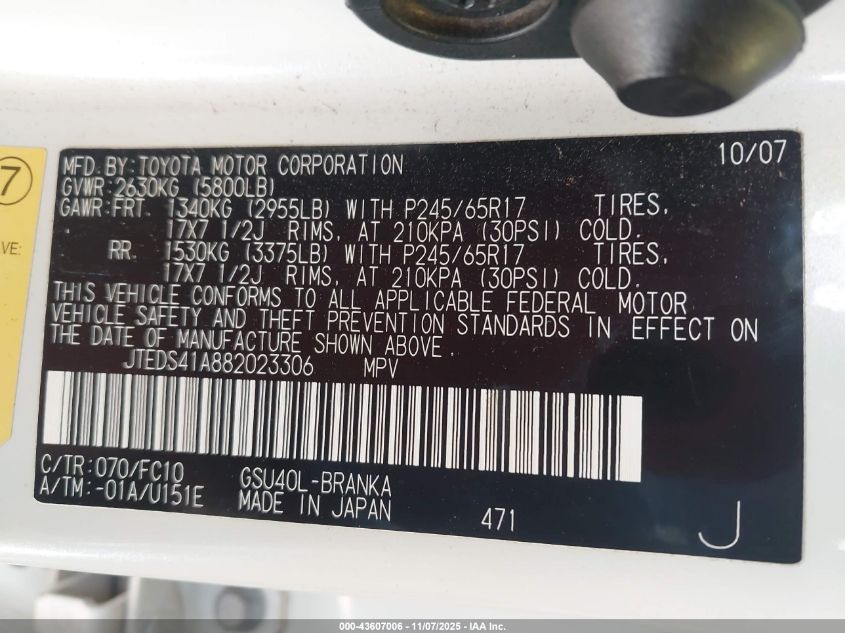 7
VE:
MFD. BY: TOYOTA MOTOR CORPORATION 10/07
GVWR: 2630KG (5800LB)
GAWR: FRT. 1340KG (2955LB) WITH P245/65R17 TIRES,
17X7 1/2J RIMS, AT 210KPA (30PSI) COLD.
RR. 1530KG (3375LB) WITH P245/65R17 TIRES,
17X7 1/2J RIMS, AT 210KPA (30PSI) COLD.
THIS VEHICLE CONFORMS TO ALL APPLICABLE FEDERAL MOTOR
VEHICLE SAFETY AND THEFT PREVENTION STANDARDS IN EFFECT ON
THE DATE OF MANUFACTURE SHOWN ABOVE.
JTEDS41A882023306 MPV
C/TR: 070/FC10 GSU40L-BRANKA
A/TM: -01A/U151E MADE IN JAPAN 471 J
000-43607006 - 11/07/2025 - IAA Inc.